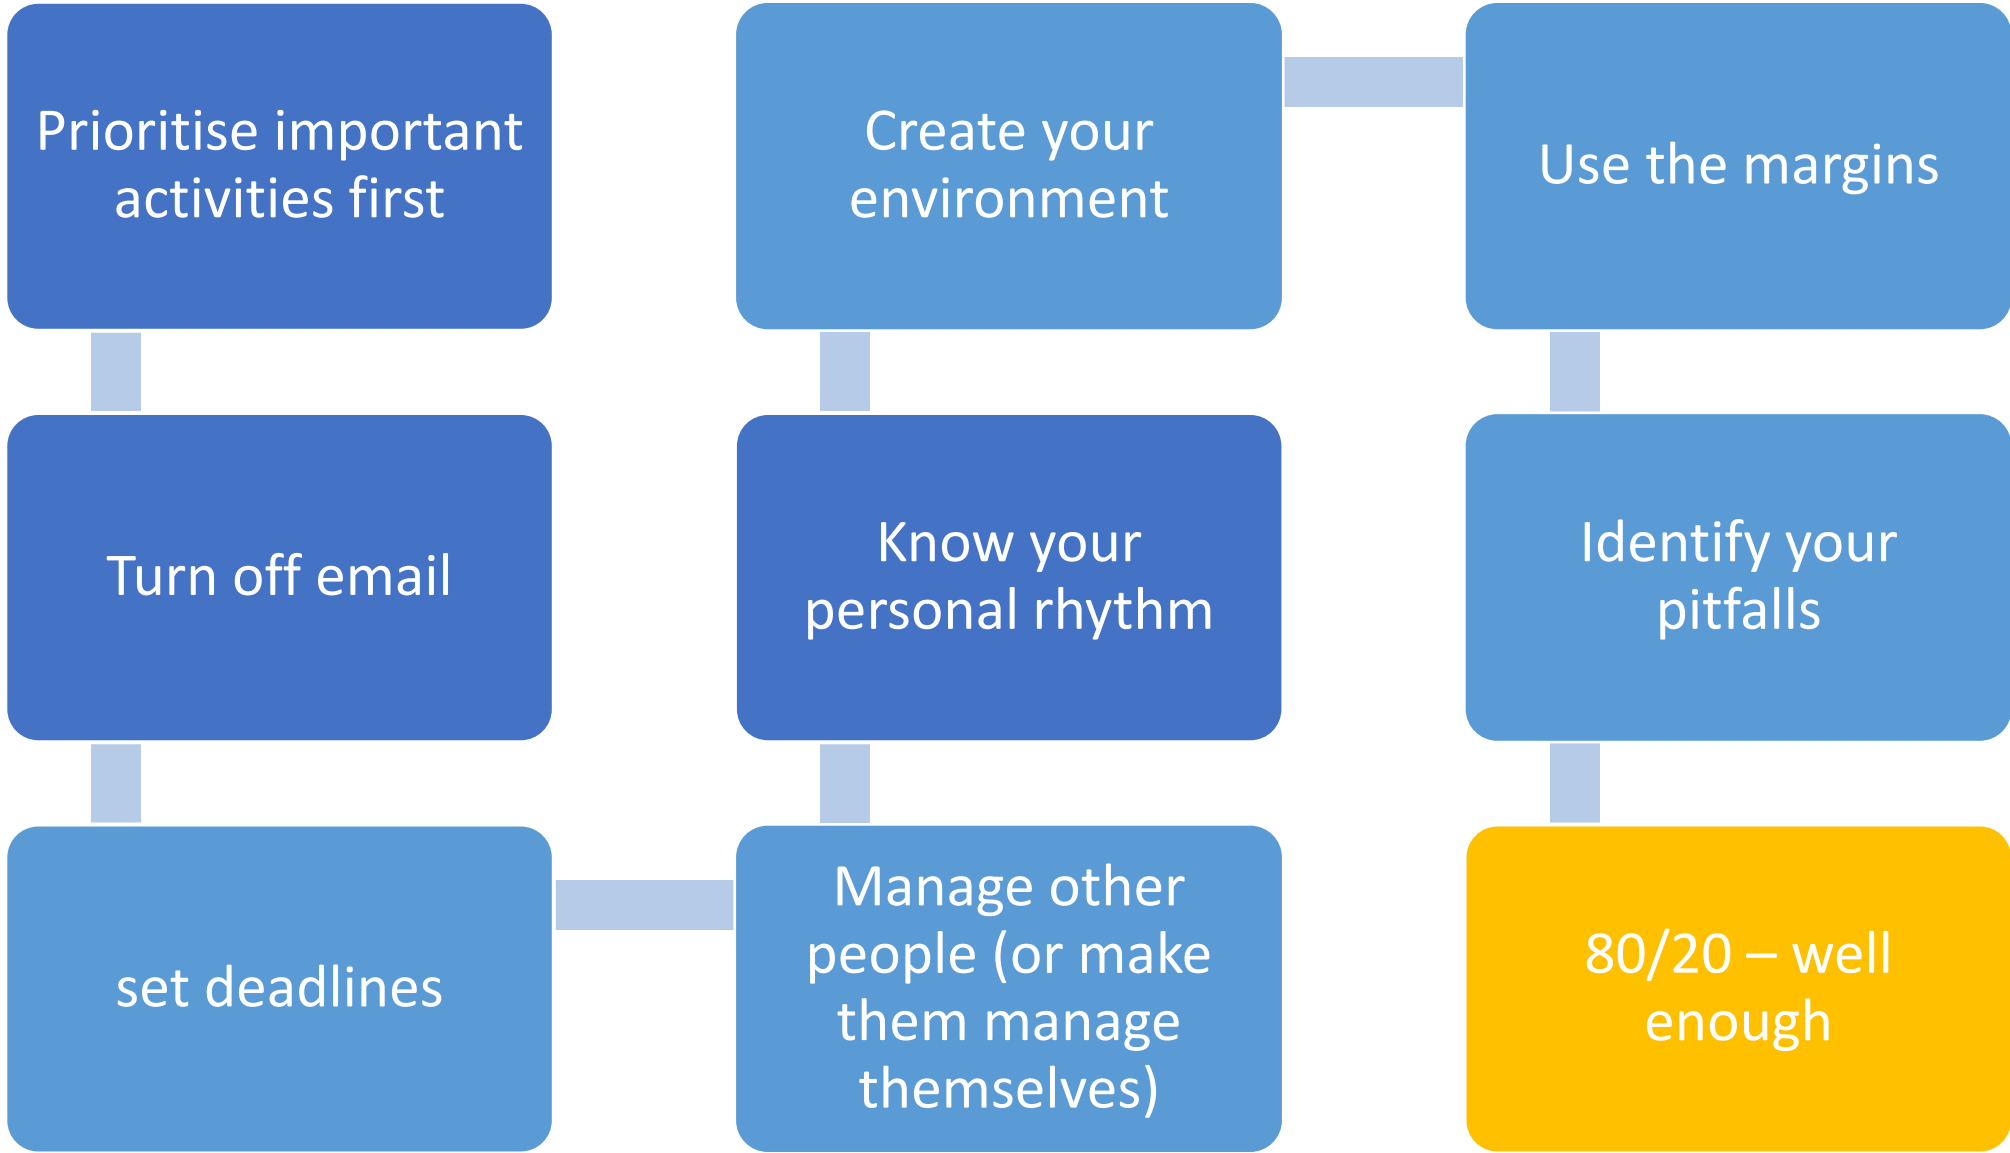 Prioritise important
activities first
Turn off email
set deadlines
Manage other
people (or make
them manage
themselves)
Know your
personal rhythm
Create your
environment
Use the margins
Identify your
pitfalls
80/20 – well
enough